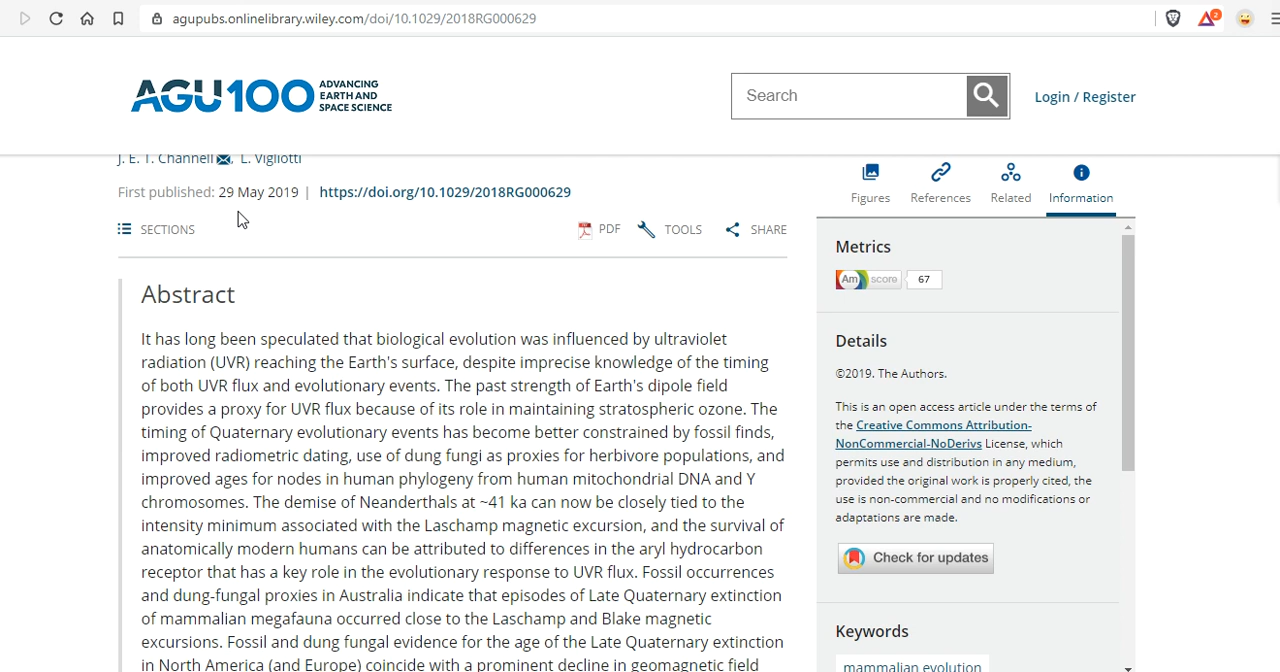 agupubs.onlinelibrary.wiley.com/doi/10.1029/2018RG000629
2
AGU100 ADVANCING EARTH AND SPACE SCIENCE
Search
Login / Register
J. E. T. Channell, L. Vigliotti
First published: 29 May 2019 | https://doi.org/10.1029/2018RG000629
SECTIONS
PDF TOOLS SHARE
Abstract
It has long been speculated that biological evolution was influenced by ultraviolet
radiation (UVR) reaching the Earth's surface, despite imprecise knowledge of the timing
of both UVR flux and evolutionary events. The past strength of Earth's dipole field
provides a proxy for UVR flux because of its role in maintaining stratospheric ozone. The
timing of Quaternary evolutionary events has become better constrained by fossil finds,
improved radiometric dating, use of dung fungi as proxies for herbivore populations, and
improved ages for nodes in human phylogeny from human mitochondrial DNA and Y
chromosomes. The demise of Neanderthals at ~41 ka can now be closely tied to the
intensity minimum associated with the Laschamp magnetic excursion, and the survival of
anatomically modern humans can be attributed to differences in the aryl hydrocarbon
receptor that has a key role in the evolutionary response to UVR flux. Fossil occurrences
and dung-fungal proxies in Australia indicate that episodes of Late Quaternary extinction
of mammalian megafauna occurred close to the Laschamp and Blake magnetic
excursions. Fossil and dung fungal evidence for the age of the Late Quaternary extinction
in North America (and Europe) coincide with a prominent decline in geomagnetic field
Figures References Related Information
Metrics
Am score 67
Details
©2019. The Authors.
This is an open access article under the terms of
the Creative Commons Attribution-
NonCommercial-NoDerivs License, which
permits use and distribution in any medium,
provided the original work is properly cited, the
use is non-commercial and no modifications or
adaptations are made.
Check for updates
Keywords
mammalian evolution